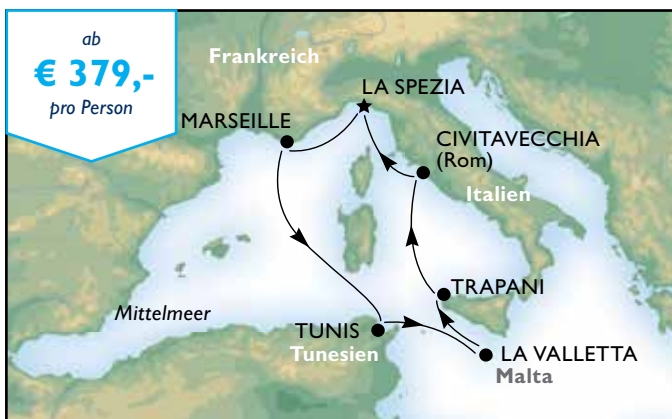 ab
€ 379,-
pro Person
Frankreich
LA SPEZIA
MARSEILLE
CIVITAVECCHIA
(Rom)
Italien
TRAPANI
Mittelmeer
TUNIS
Tunesien
LA VALLETTA
Malta